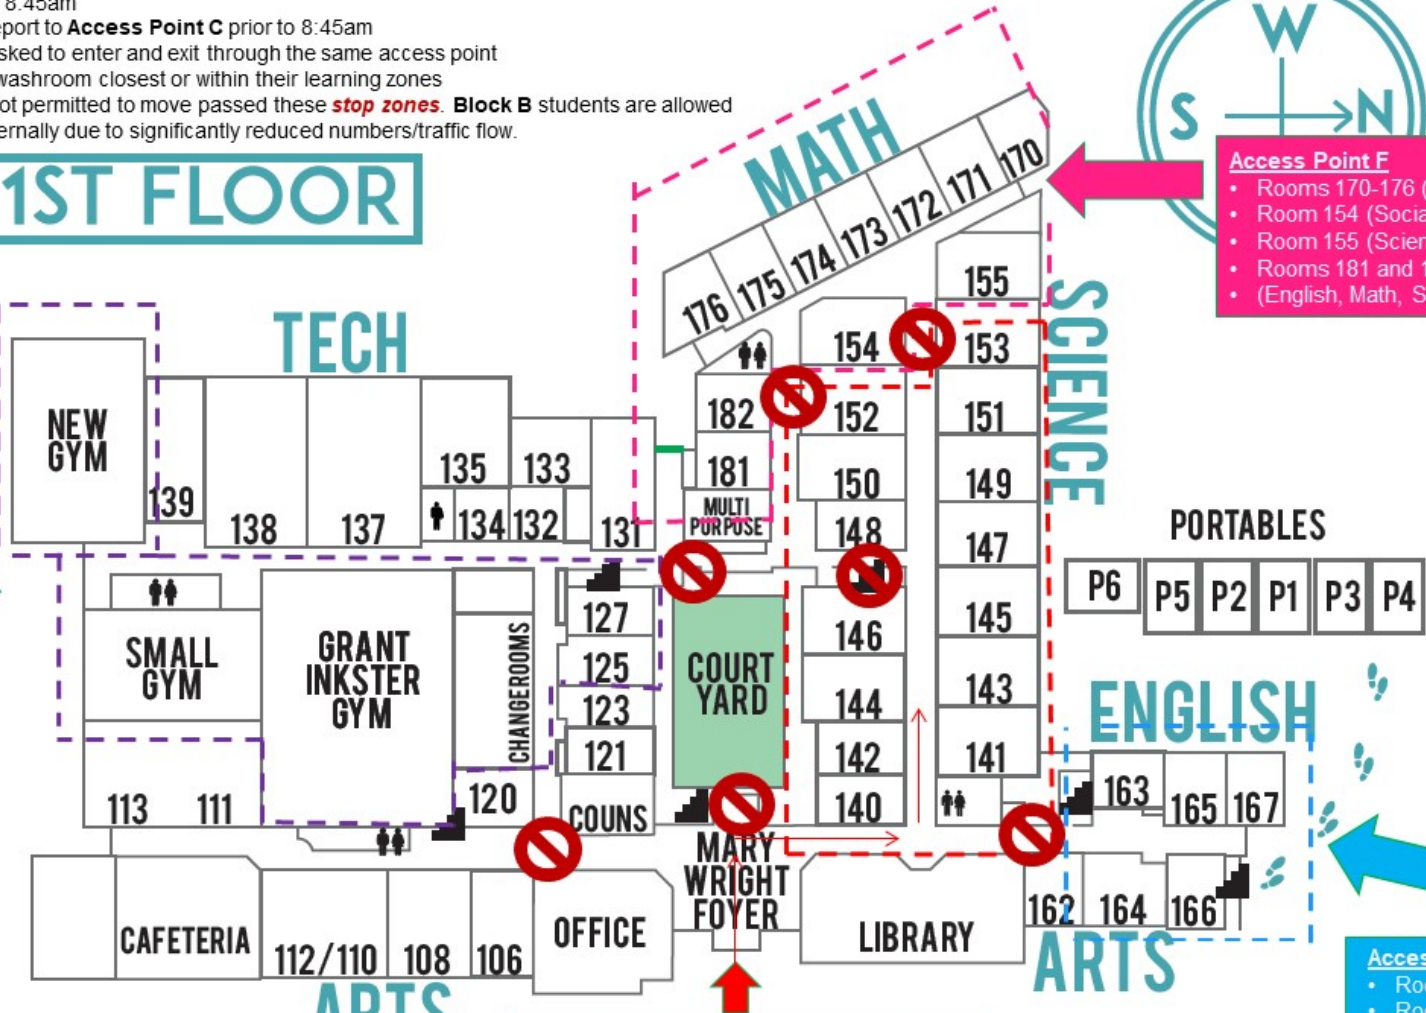 8:45am
eport to Access Point C prior to 8:45am
sked to enter and exit through the same access point
washroom closest or within their learning zones
ot permitted to move passed these stop zones. Block B students are allowed
ernally due to significantly reduced numbers/traffic flow.
1ST FLOOR
W
S N
Access Point F
• Rooms 170-176 (
• Room 154 (Socia
• Room 155 (Scien
• Rooms 181 and 1
• (English, Math, S
MATH
170
171
172
173
174
175
176
155
SCIENCE
154
153
182
152
151
181
150
149
MULTI
PURPOSE
148
147
TECH
NEW
GYM
139
138
137
135
133
134
132
131
PORTABLES
P6
P5
P2
P1
P3
P4
SMALL
GYM
GRANT
INKSTER
GYM
CHANGEROOMS
127
125
123
121
COUNS
COURT
YARD
146
145
144
143
142
141
140
ENGLISH
163
165
167
113
111
120
MARY
WRIGHT
FOYER
CAFETERIA
112/110
108
106
OFFICE
LIBRARY
162
164
166
ARTS
ARTS
Acces
• Roo
• Roo